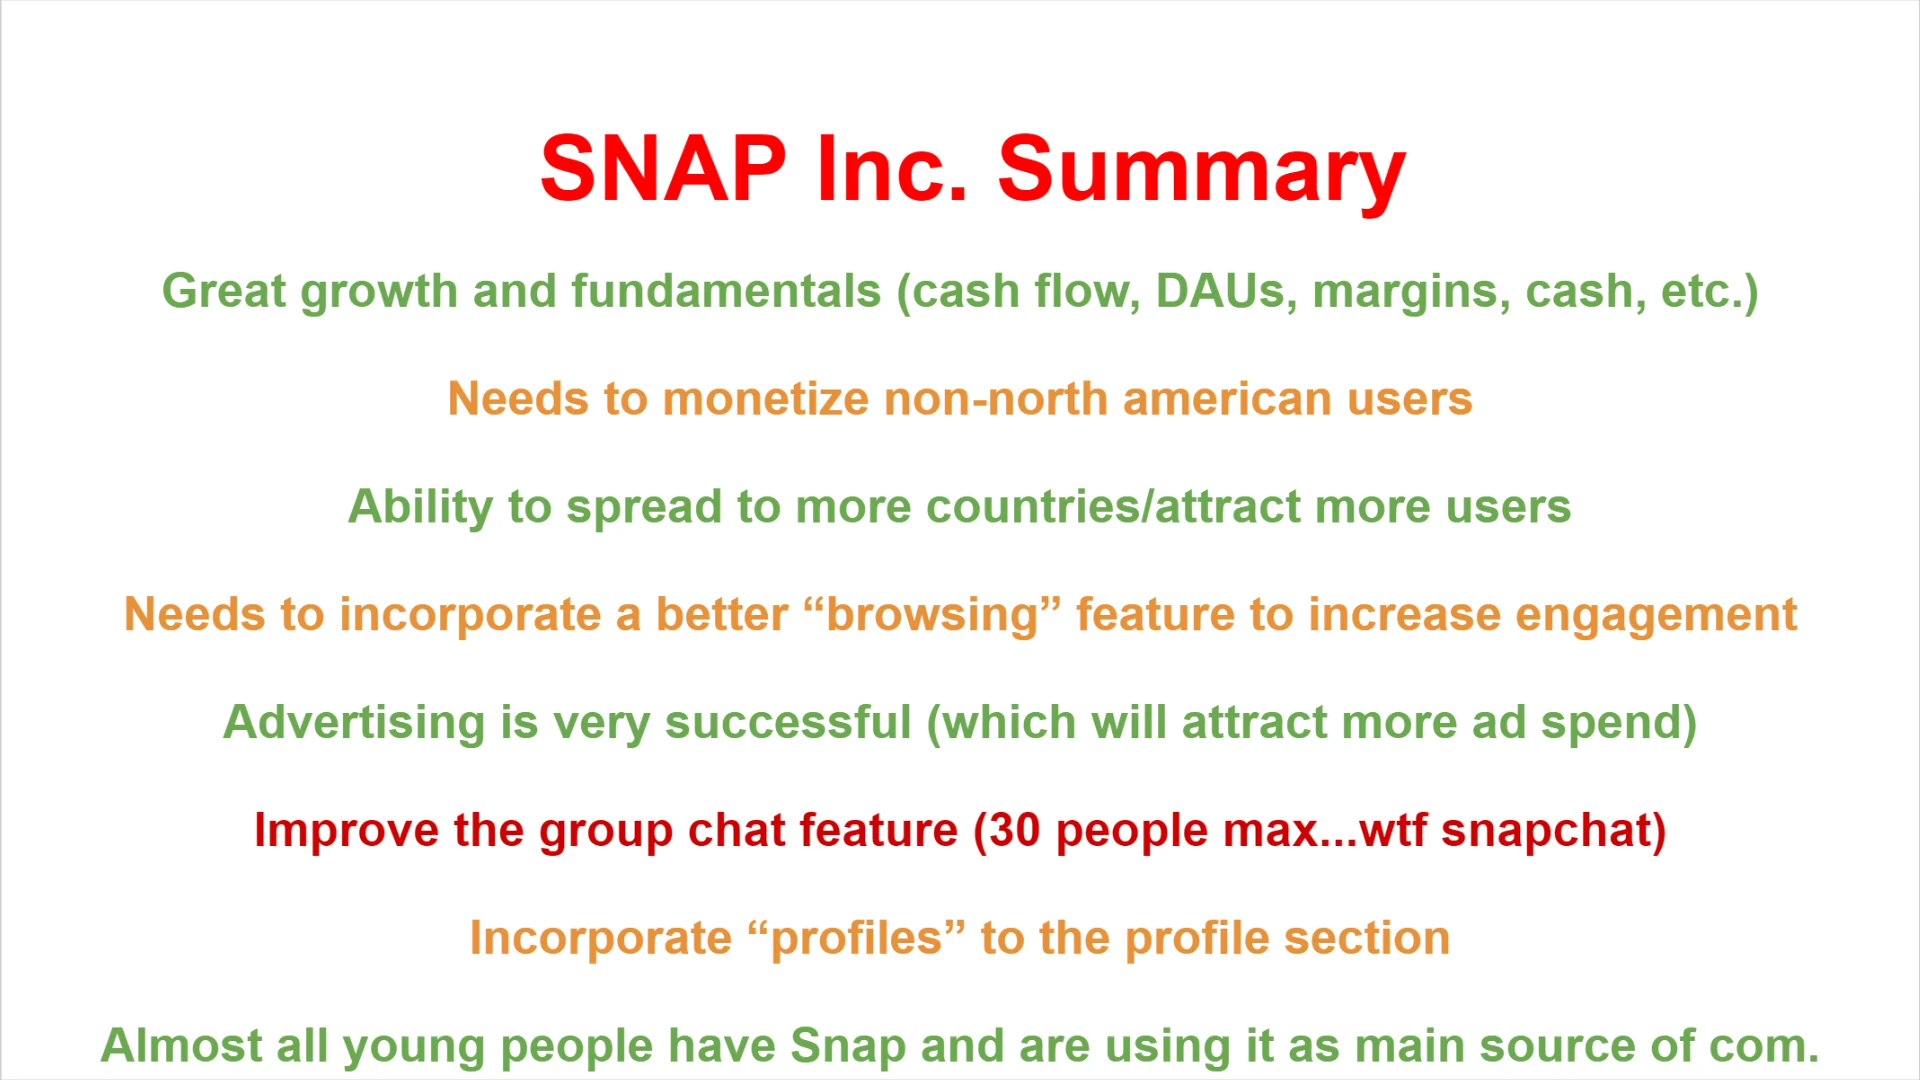 SNAP Inc. Summary
Great growth and fundamentals (cash flow, DAUs, margins, cash, etc.)
Needs to monetize non-north american users
Ability to spread to more countries/attract more users
Needs to incorporate a better “browsing” feature to increase engagement
Advertising is very successful (which will attract more ad spend)
Improve the group chat feature (30 people max...wtf snapchat)
Incorporate “profiles” to the profile section
Almost all young people have Snap and are using it as main source of com.